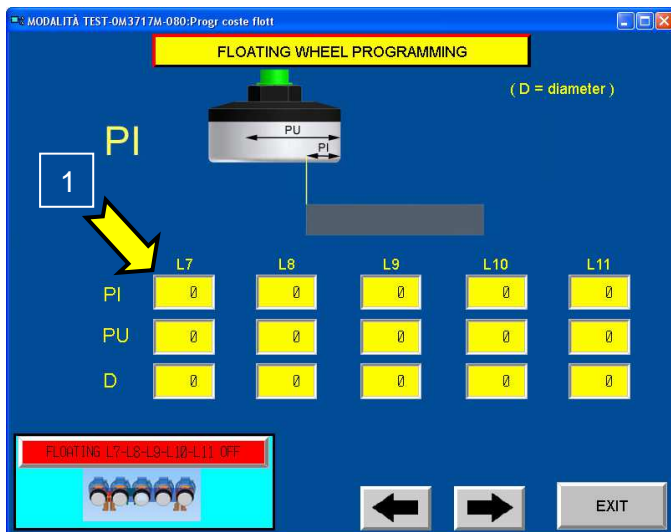 MODALITÀ TEST-0M3717M-080:Progr coste flott
FLOATING WHEEL PROGRAMMING
( D = diameter )
PU
PI
PI
1
L7 L8 L9 L10 L11
PI 0 0 0 0 0
PU 0 0 0 0 0
D 0 0 0 0 0
FLOATING L7-L8-L9-L10-L11 OFF
EXIT